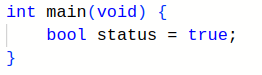 int main(void) {
    bool status = true;
}